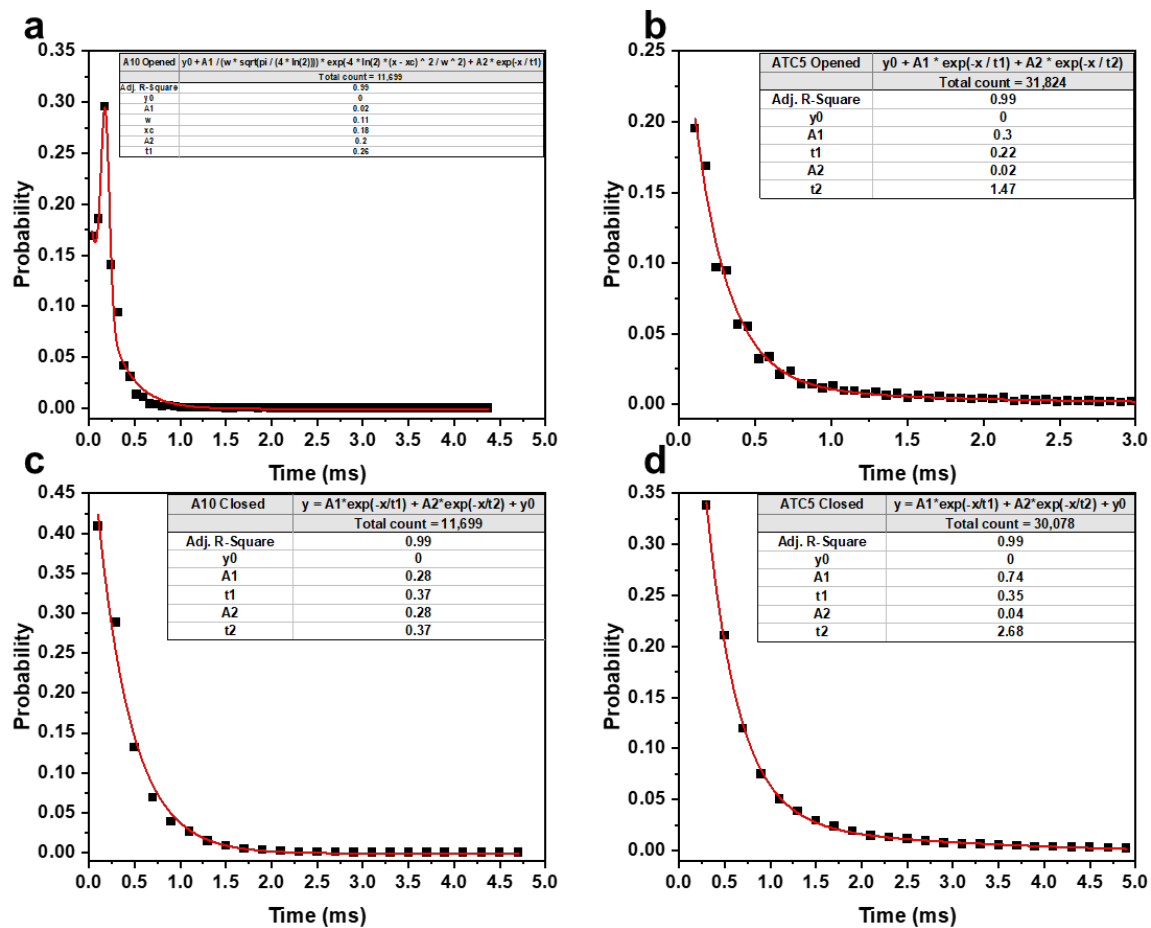 a
A10 Opened y0 + A1 /(w * sqrt(pi / (4 * ln(2)))) * exp(-4 * ln(2) *(x - xc) ^ 2 / w ^ 2) + A2 * exp(-x / t1)
Total count = 11,699
Adj. R-Square 0.99
y0 0
A1 0.02
w 0.11
xc 0.18
A2 0.2
t1 0.26
0.35
0.30
0.25
0.20
0.15
0.10
0.05
0.00
Probability
0.0 0.5 1.0 1.5 2.0 2.5 3.0 3.5 4.0 4.5 5.0
Time (ms)
b
ATC5 Opened y0 + A1 * exp(-x / t1) + A2 * exp(-x / t2)
Total count = 31,824
Adj. R-Square 0.99
y0 0
A1 0.3
t1 0.22
A2 0.02
t2 1.47
0.25
0.20
0.15
0.10
0.05
0.00
Probability
0.0 0.5 1.0 1.5 2.0 2.5 3.0
Time (ms)
c
A10 Closed y = A1*exp(-x/t1) + A2*exp(-x/t2) + y0
Total count = 11,699
Adj. R-Square 0.99
y0 0
A1 0.28
t1 0.37
A2 0.28
t2 0.37
0.45
0.40
0.35
0.30
0.25
0.20
0.15
0.10
0.05
0.00
Probability
0.0 0.5 1.0 1.5 2.0 2.5 3.0 3.5 4.0 4.5 5.0
Time (ms)
d
ATC5 Closed y = A1*exp(-x/t1) + A2*exp(-x/t2) + y0
Total count = 30,078
Adj. R-Square 0.99
y0 0
A1 0.74
t1 0.35
A2 0.04
t2 2.68
0.35
0.30
0.25
0.20
0.15
0.10
0.05
0.00
Probability
0.0 0.5 1.0 1.5 2.0 2.5 3.0 3.5 4.0 4.5 5.0
Time (ms)